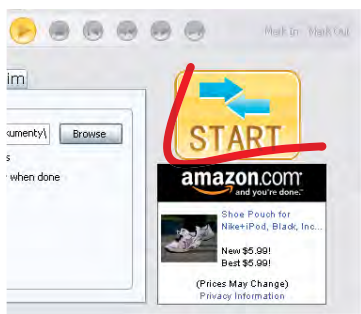 Mark In Mark Out
im
kumenty\ Browse
s
when done
START
amazon.com
and you're done.™
Shoe Pouch for
Nike+iPod, Black, Inc...
New $5.99!
Best $5.99!
(Prices May Change)
Privacy Information